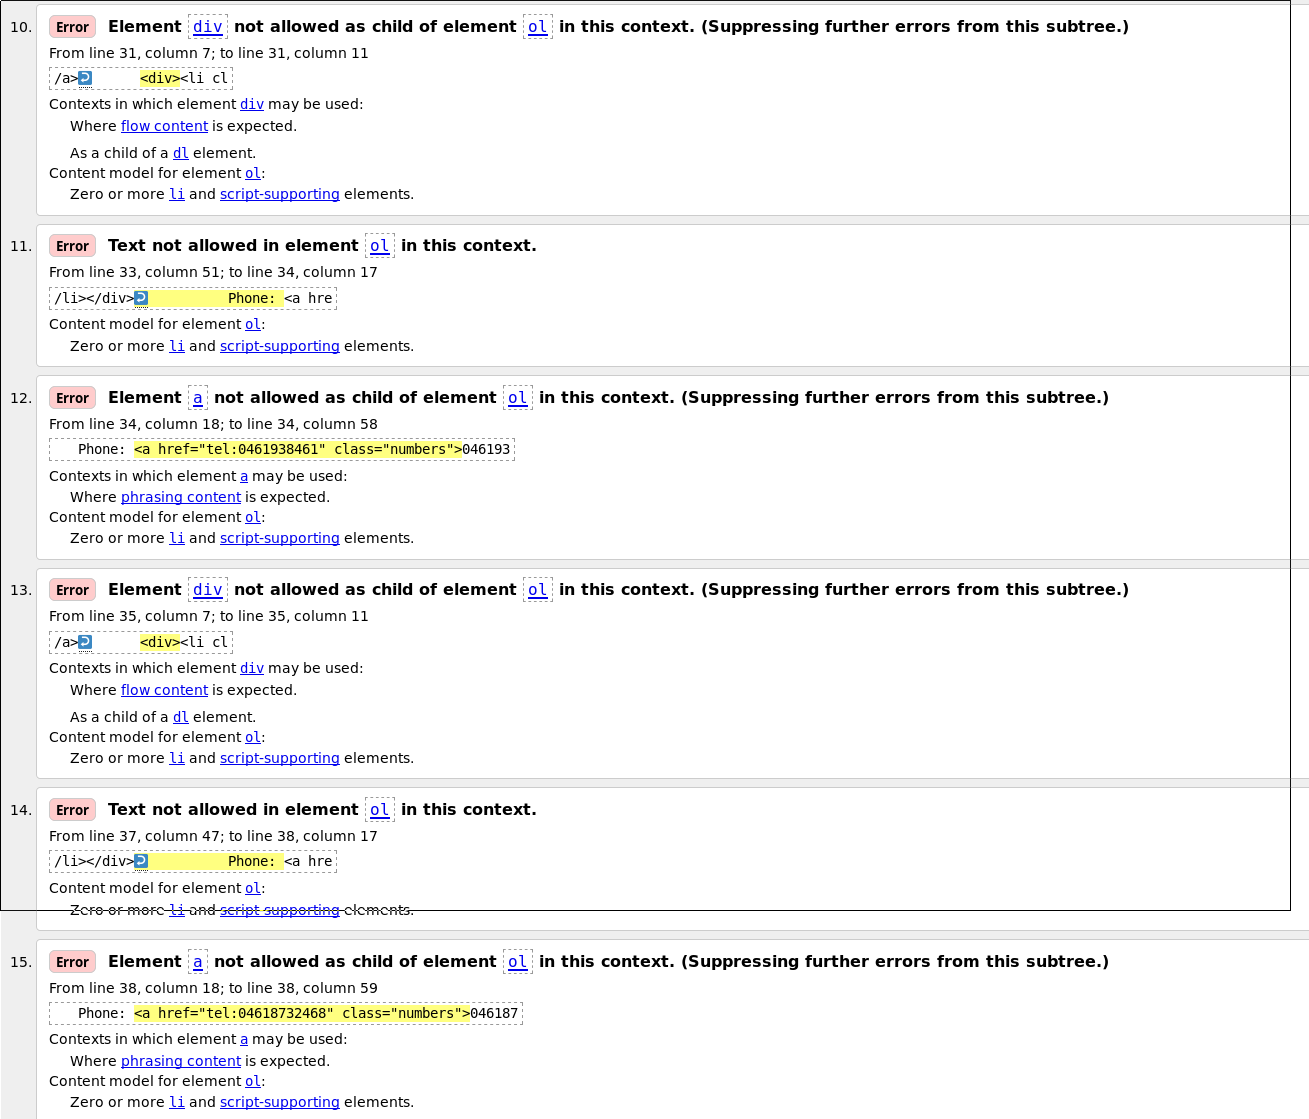 10. Error Element div not allowed as child of element ol in this context. (Suppressing further errors from this subtree.)
From line 31, column 7; to line 31, column 11
/a>↩      <div><li cl
Contexts in which element div may be used:
Where flow content is expected.
As a child of a dl element.
Content model for element ol:
Zero or more li and script-supporting elements.
11. Error Text not allowed in element ol in this context.
From line 33, column 51; to line 34, column 17
/li></div>↩          Phone: <a hre
Content model for element ol:
Zero or more li and script-supporting elements.
12. Error Element a not allowed as child of element ol in this context. (Suppressing further errors from this subtree.)
From line 34, column 18; to line 34, column 58
Phone: <a href="tel:0461938461" class="numbers">046193
Contexts in which element a may be used:
Where phrasing content is expected.
Content model for element ol:
Zero or more li and script-supporting elements.
13. Error Element div not allowed as child of element ol in this context. (Suppressing further errors from this subtree.)
From line 35, column 7; to line 35, column 11
/a>↩      <div><li cl
Contexts in which element div may be used:
Where flow content is expected.
As a child of a dl element.
Content model for element ol:
Zero or more li and script-supporting elements.
14. Error Text not allowed in element ol in this context.
From line 37, column 47; to line 38, column 17
/li></div>↩          Phone: <a hre
Content model for element ol:
Zero or more li and script-supporting elements.
15. Error Element a not allowed as child of element ol in this context. (Suppressing further errors from this subtree.)
From line 38, column 18; to line 38, column 59
Phone: <a href="tel:04618732468" class="numbers">046187
Contexts in which element a may be used:
Where phrasing content is expected.
Content model for element ol:
Zero or more li and script-supporting elements.